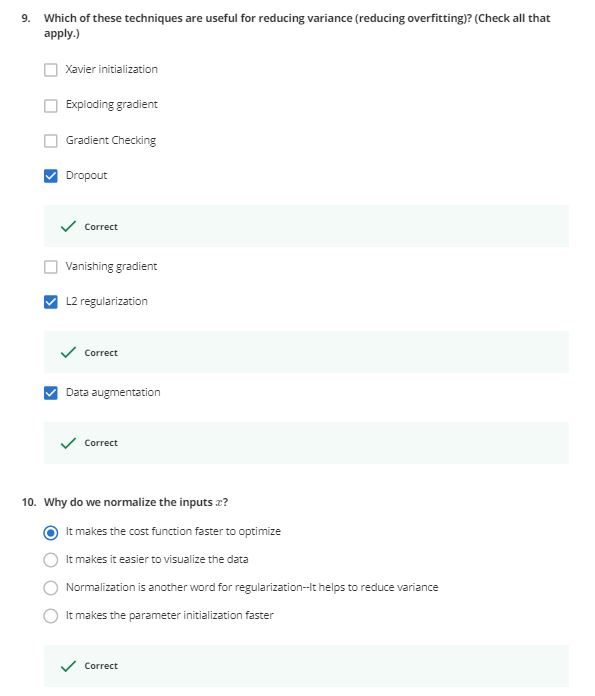 9. Which of these techniques are useful for reducing variance (reducing overfitting)? (Check all that
apply.)
Xavier initialization
Exploding gradient
Gradient Checking
Dropout
Correct
Vanishing gradient
L2 regularization
Correct
Data augmentation
Correct
10. Why do we normalize the inputs x?
It makes the cost function faster to optimize
It makes it easier to visualize the data
Normalization is another word for regularization--It helps to reduce variance
It makes the parameter initialization faster
Correct